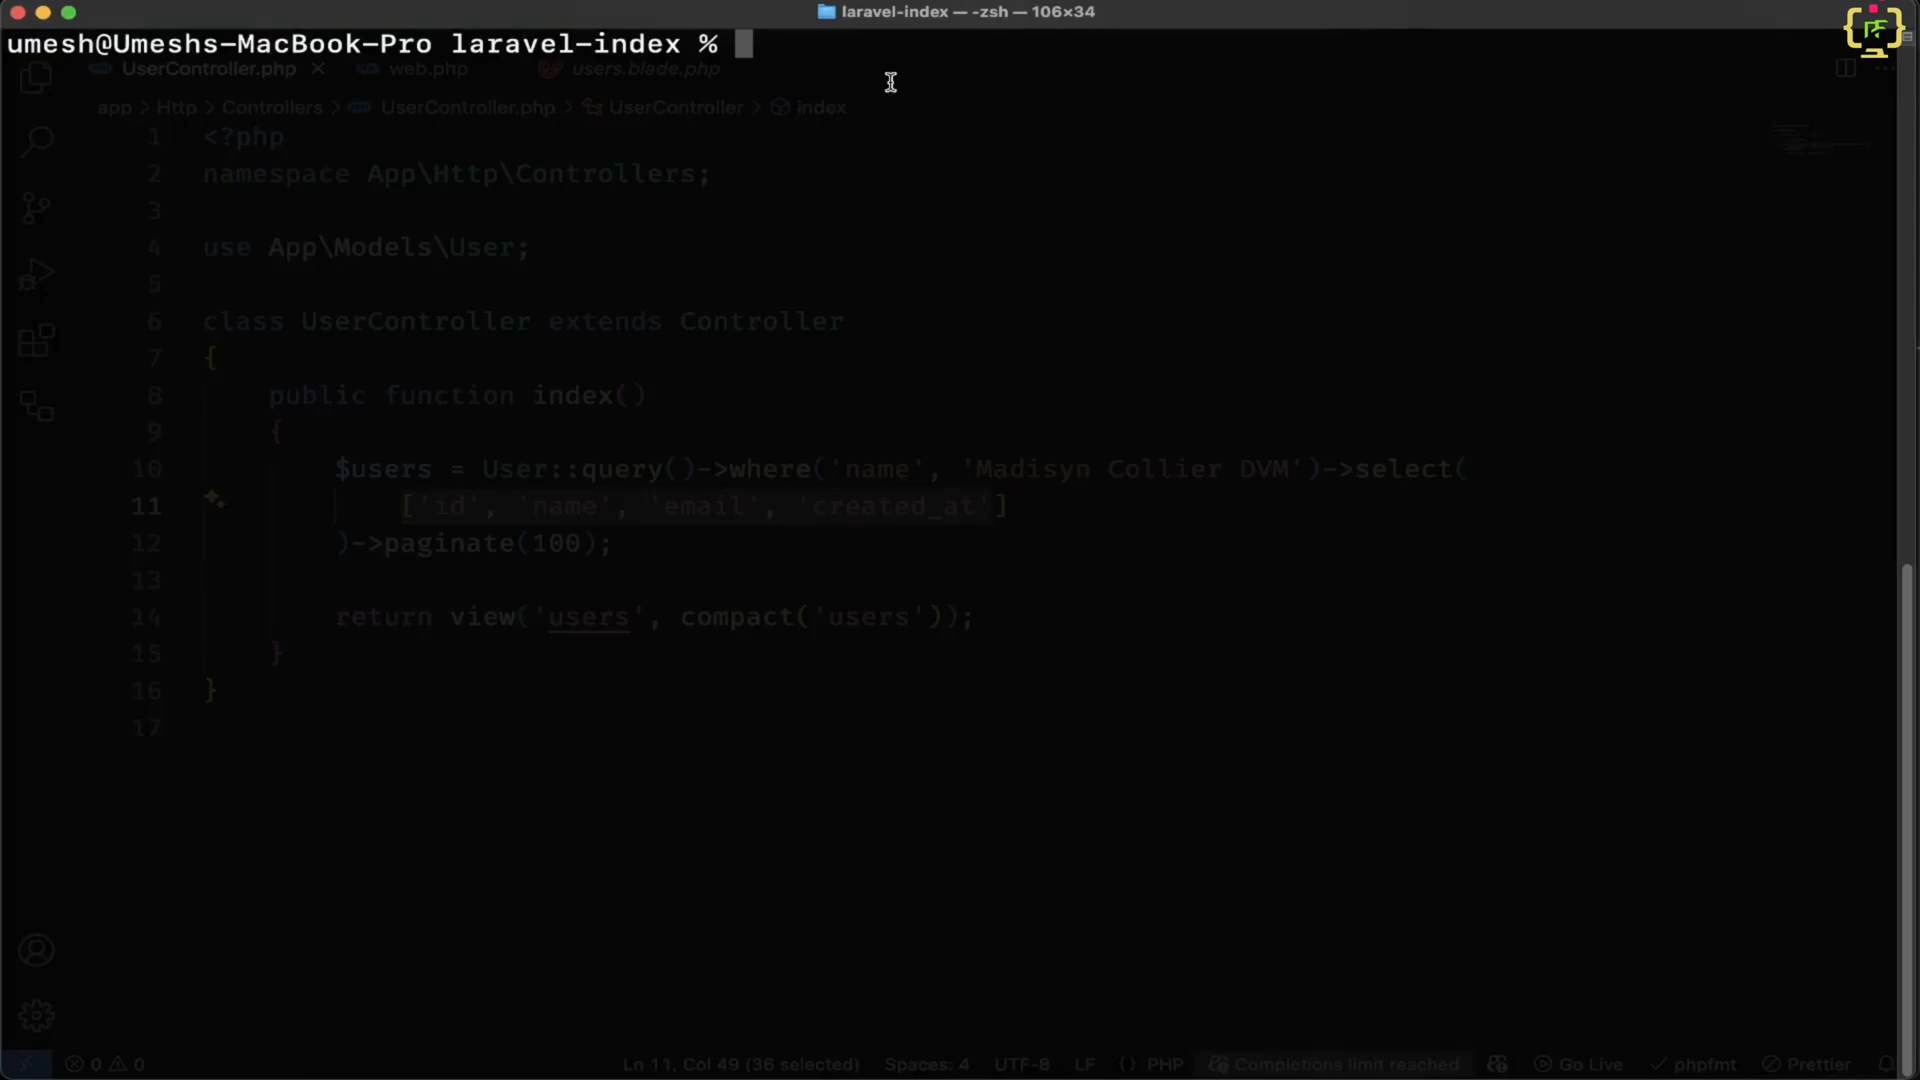 laravel-index — -zsh — 106×34
umesh@Umeshs-MacBook-Pro laravel-index %
UserController.php web.php users.blade.php
app > Http > Controllers > UserController.php > UserController > index
1 <?php
2 namespace App\Http\Controllers;
3
4 use App\Models\User;
5
6 class UserController extends Controller
7 {
8 public function index()
9 {
10 $users = User::query()->where('name', 'Madisyn Collier DVM')->select(
11 ['id', 'name', 'email', 'created_at']
12 )->paginate(100);
13
14 return view('users', compact('users'));
15 }
16 }
17
0 0 Ln 11, Col 49 (36 selected) Spaces: 4 UTF-8 LF {} PHP Completions limit reached Go Live phpfmt Prettier